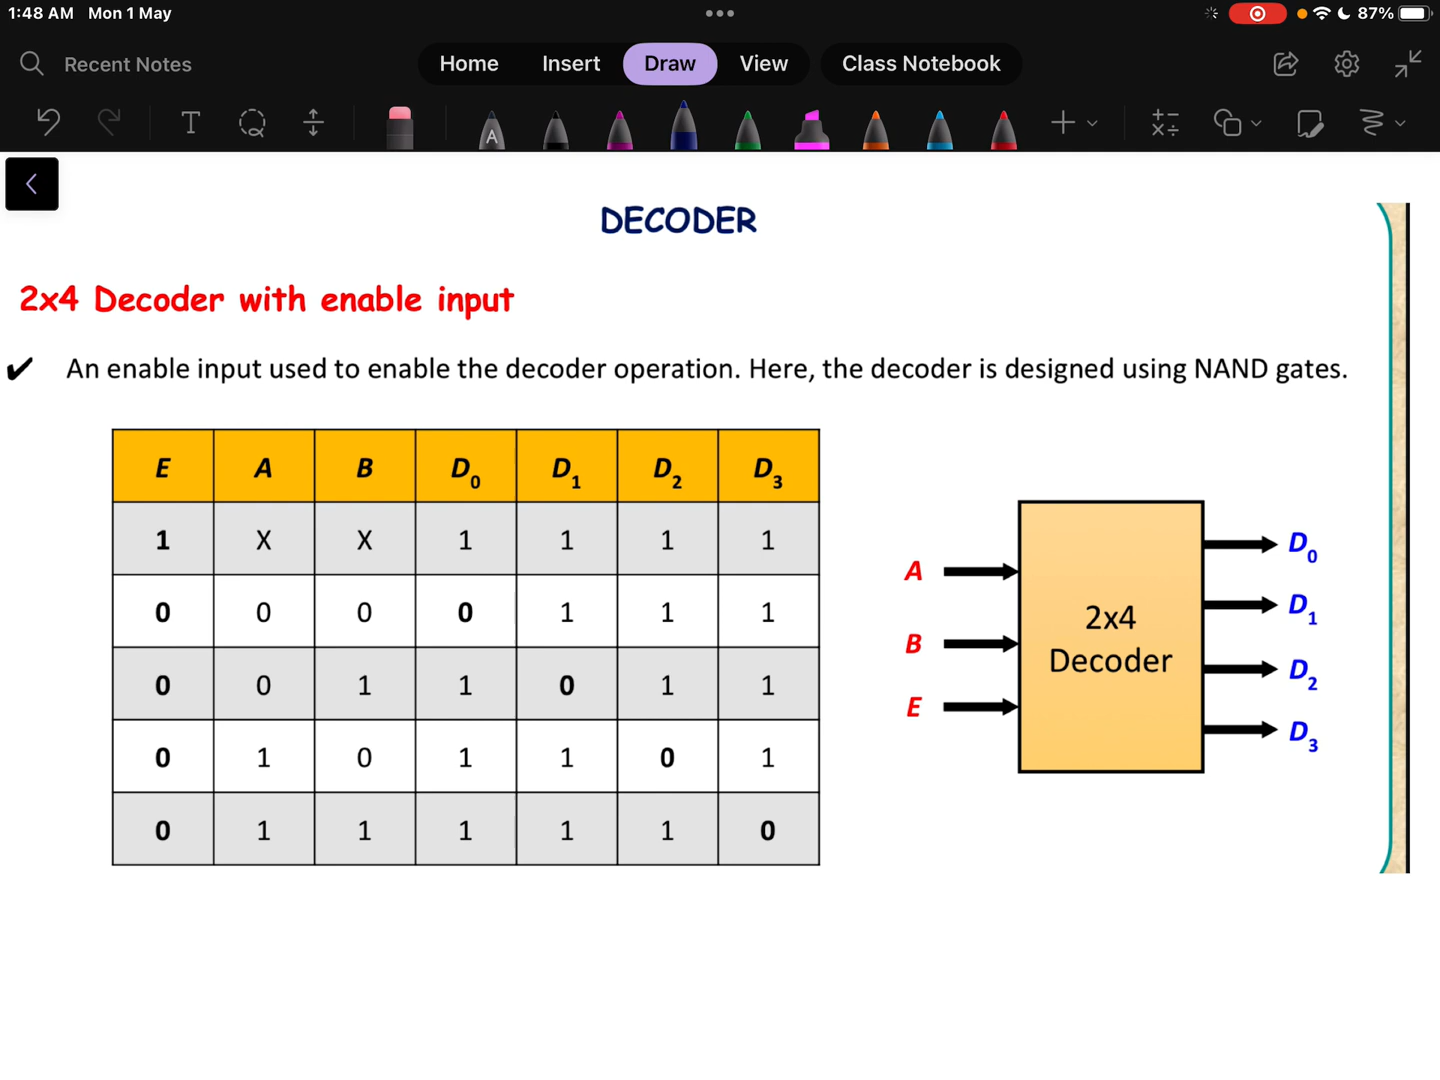 1:48 AM Mon 1 May
87%
Recent Notes
Home Insert Draw View Class Notebook
T A
DECODER
2x4 Decoder with enable input
✔ An enable input used to enable the decoder operation. Here, the decoder is designed using NAND gates.
E A B D₀ D₁ D₂ D₃
1 X X 1 1 1 1
0 0 0 0 1 1 1
0 0 1 1 0 1 1
0 1 0 1 1 0 1
0 1 1 1 1 1 0
A
B
E
2x4
Decoder
D₀
D₁
D₂
D₃